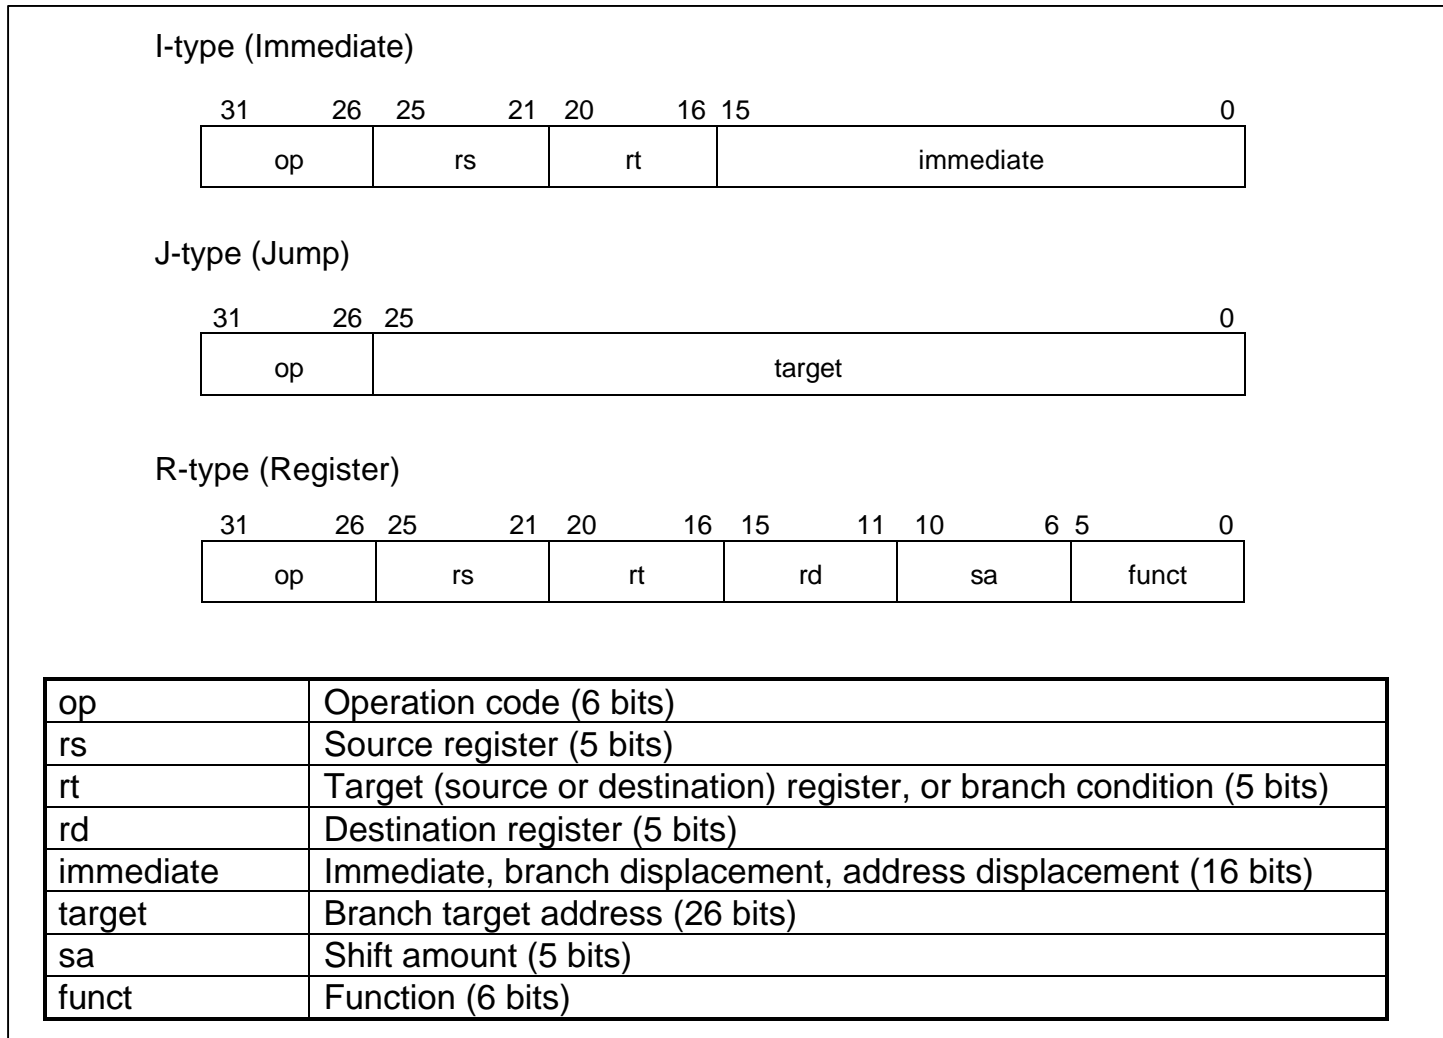 I-type (Immediate)
31 26 25 21 20 16 15 0
op rs rt immediate
J-type (Jump)
31 26 25 0
op target
R-type (Register)
31 26 25 21 20 16 15 11 10 6 5 0
op rs rt rd sa funct
op Operation code (6 bits)
rs Source register (5 bits)
rt Target (source or destination) register, or branch condition (5 bits)
rd Destination register (5 bits)
immediate Immediate, branch displacement, address displacement (16 bits)
target Branch target address (26 bits)
sa Shift amount (5 bits)
funct Function (6 bits)